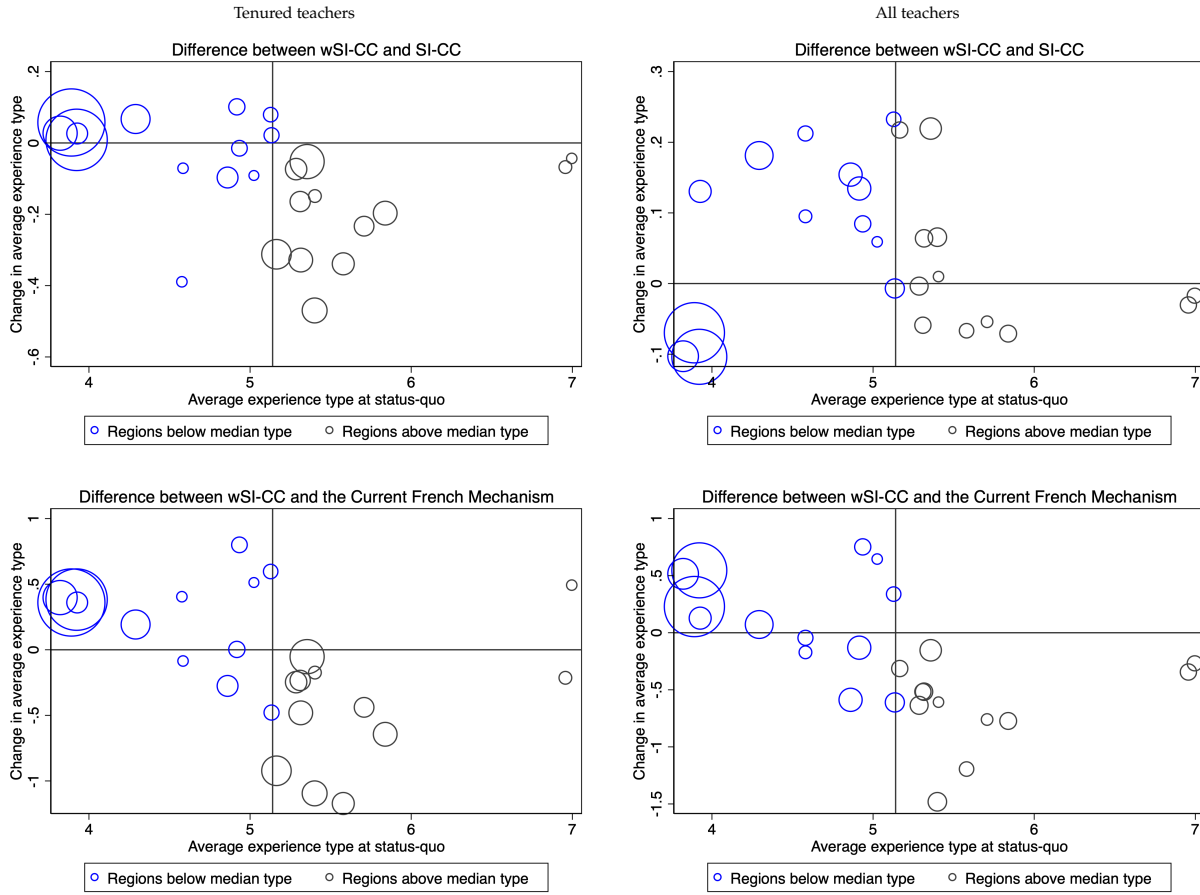 Tenured teachers
All teachers
Difference between wSI-CC and SI-CC
Change in average experience type
.2
0
-.2
-.4
-.6
4
5
6
7
Average experience type at status-quo
Regions below median type
Regions above median type
Difference between wSI-CC and SI-CC
Change in average experience type
.3
.2
.1
0
-.1
4
5
6
7
Average experience type at status-quo
Regions below median type
Regions above median type
Difference between wSI-CC and the Current French Mechanism
Change in average experience type
1
.5
0
-.5
-1
4
5
6
7
Average experience type at status-quo
Regions below median type
Regions above median type
Difference between wSI-CC and the Current French Mechanism
Change in average experience type
1
.5
0
-.5
-1
-1.5
4
5
6
7
Average experience type at status-quo
Regions below median type
Regions above median type